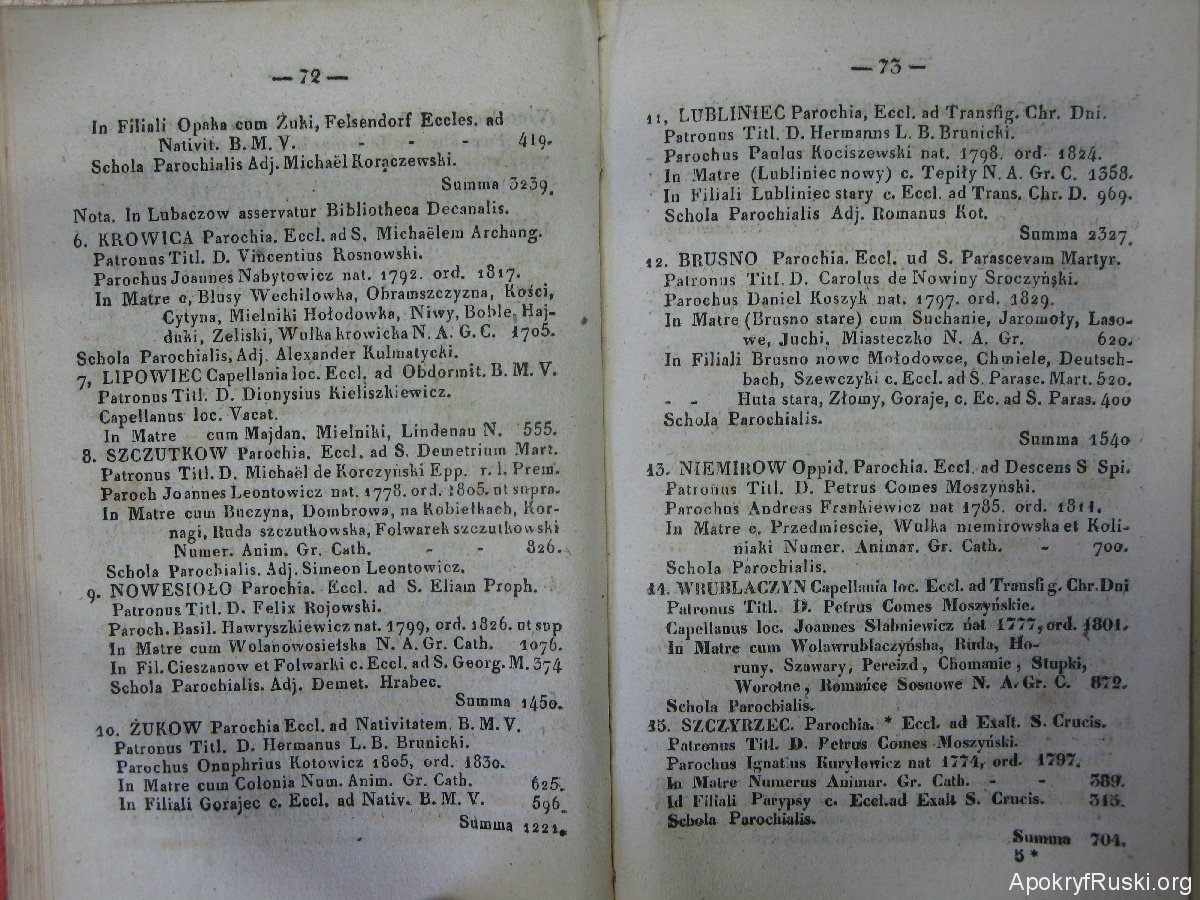 — 72 —
In Filiali Opaka cum Żuki, Felsendorf Eccles. ad
Nativit. B. M. V. - - - - 419.
Schola Parochialis Adj. Michaël Korączewski.
Summa 3239.
Nota. In Lubaczow asservatur Bibliotheca Decanalis.
6. KROWICA Parochia. Eccl. ad S. Michaëlem Archang.
Patronus Titl. D. Vincentius Rosnowski.
Parochus Joannes Nabytowicz nat. 1792. ord. 1817.
In Matre c, Blusy Wechilowka, Obramszczyzna, Kości,
Cytyna, Mielniki Hołodowka, Niwy, Boble, Haj-
duki, Zeliski, Wulka krowicka N. A. G. C. 1705.
Schola Parochialis, Adj. Alexander Kulmatycki.
7, LIPOWIEC Capellania loc. Eccl. ad Obdormit. B. M. V.
Patronus Titl. D. Dionysius Kieliszkiewicz.
Capellanus loc. Vacat.
In Matre cum Majdan, Mielniki, Lindenau N. 555.
8. SZCZUTKOW Parochia. Eccl. ad S. Demetrium Mart.
Patronus Titl. D. Michaël de Korczyński Epp. r. l. Prem.
Paroch Joannes Leontowicz nat. 1778. ord. 1805. ut supra.
In Matre cum Buczyna, Dombrowa, na Kobiełkach, Kor-
nagi, Ruda szczutkowska, Folwarek szczutkowski
Numer. Anim. Gr. Cath. - - 826.
Schola Parochialis. Adj. Simeon Leontowicz.
9. NOWESIOŁO Parochia. Eccl. ad S. Eliam Proph.
Patronus Titl. D. Felix Rojowski.
Paroch. Basil. Hawryszkiewicz nat. 1799, ord. 1826. ut sup
In Matre cum Wolanowosielska N. A. Gr. Cath. 1076.
In Fil. Cieszanow et Folwarki c. Eccl. ad S. Georg. M. 374
Schola Parochialis. Adj. Demet. Hrabec.
Summa 1450.
10. ŻUKOW Parochia Eccl. ad Nativitatem. B. M. V.
Patronus Titl. D. Hermanus L. B. Brunicki.
Parochus Onuphrius Kotowicz 1805, ord. 1830.
In Matre cum Colonia Num. Anim. Gr. Cath. 625.
In Filiali Gorajec c. Eccl. ad Nativ. B. M. V. 596.
Summa 1221.
— 73 —
11, LUBLINIEC Parochia, Eccl. ad Transfig. Chr. Dni.
Patronus Titl. D. Hermanns L. B. Brunicki.
Parochus Paulus Kociszewski nat. 1798. ord. 1824.
In Matre (Lubliniec nowy) c. Tepiły N. A. Gr. C. 1358.
In Filiali Lubliniec stary c. Eccl. ad Trans. Chr. D. 969.
Schola Parochialis Adj. Romanus Kot.
Summa 2327.
12. BRUSNO Parochia. Eccl. ud S. Parascevam Martyr.
Patronus Titl. D. Carolus de Nowiny Sroczyński.
Parochus Daniel Koszyk nat. 1797. ord. 1829.
In Matre (Brusno stare) cum Suchanie, Jaromoły, Laso-
we, Juchi, Miasteczko N. A. Gr. 620.
In Filiali Brusno nowe Mołodowce, Chmiele, Deutsch-
bach, Szewczyki c. Eccl. ad S. Parasc. Mart. 520.
- - Huta stara, Złomy, Goraje, c. Ec. ad S. Paras. 400
Schola Parochialis.
Summa 1540
13. NIEMIROW Oppid. Parochia. Eccl. ad Descens S Spi.
Patronus Titl. D. Petrus Comes Moszyński.
Parochus Andreas Frankiewicz nat 1785. ord. 1811.
In Matre c. Przedmiescie, Wulka niemirowska et Koli-
niaki Numer. Animar. Gr. Cath. - 700.
Schola Parochialis.
14. WRUBLACZYN Capellania loc. Eccl. ad Transfig. Chr. Dni
Patronus Titl. D. Petrus Comes Moszyńskie.
Capellanus loc. Joannes Słabniewicz nat 1777, ord. 1801.
In Matre cum Wolawrublaczyńsha, Ruda, Ho-
runy, Szawary, Pereizd, Chomanie, Stupki,
Worotne, Romańce Sosnowe N. A. Gr. C. 872.
Schola Parochialis.
15. SZCZYRZEC. Parochia. * Eccl. ad Exalt. S. Crucis.
Patronus Titl. D. Petrus Comes Moszyński.
Parochus Ignatius Kuryłowicz nat 1774, ord. 1797.
In Matre Numerus Animar. Gr. Cath. - - 389.
Id Filiali Parypsy c. Eccl. ad Exalt S. Crucis. 315.
Schola Parochialis.
Summa 704.
5 *
ApokryfRuski.org